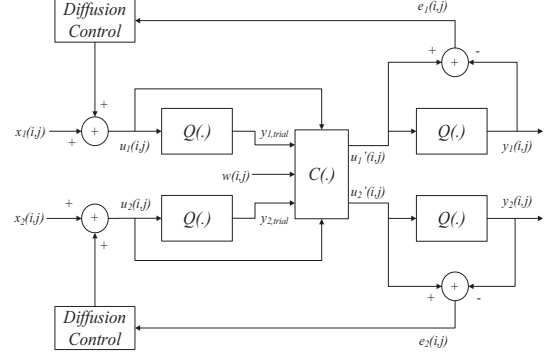 e1(i,j)
Diffusion
Control
+
-
+
+
x1(i,j)
+
+
u1(i,j)
Q(.)
y1,trial
Q(.)
y1(i,j)
w(i,j)
C(.)
u1'(i,j)
u2'(i,j)
x2(i,j)
+
+
+
u2(i,j)
Q(.)
y2,trial
Q(.)
y2(i,j)
+
+
-
Diffusion
Control
e2(i,j)